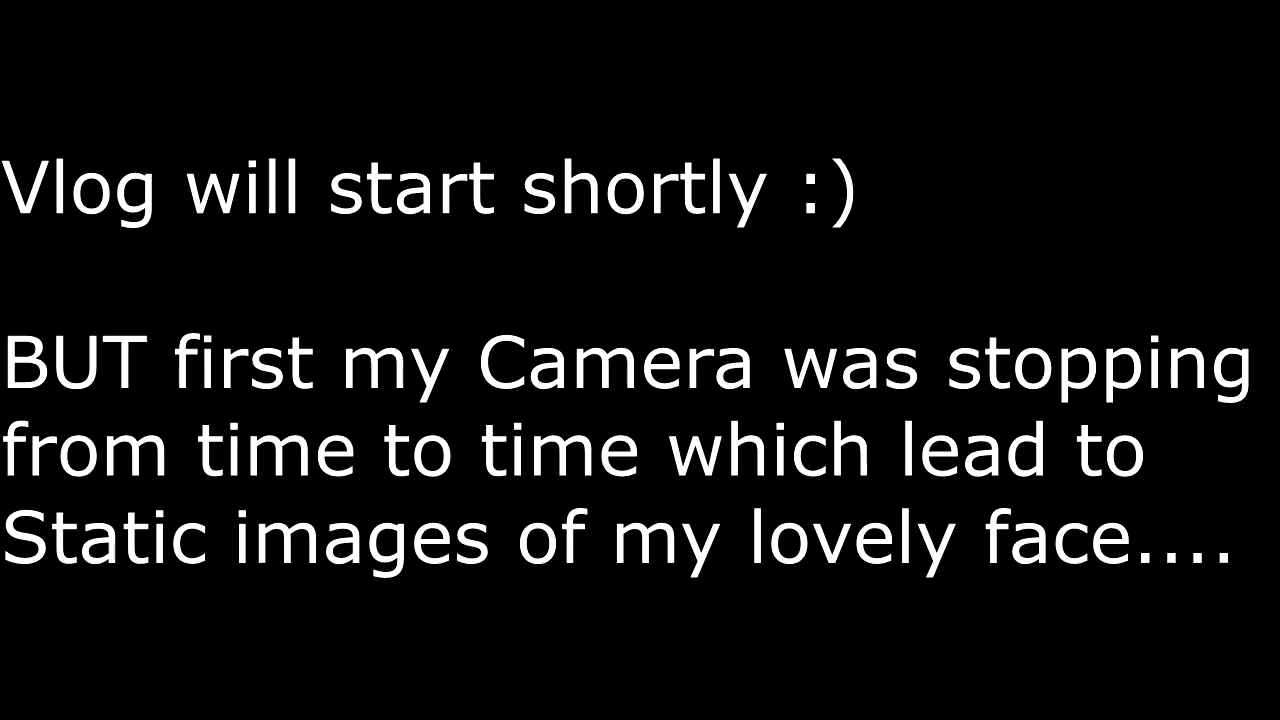 Vlog will start shortly :)
BUT first my Camera was stopping
from time to time which lead to
Static images of my lovely face....